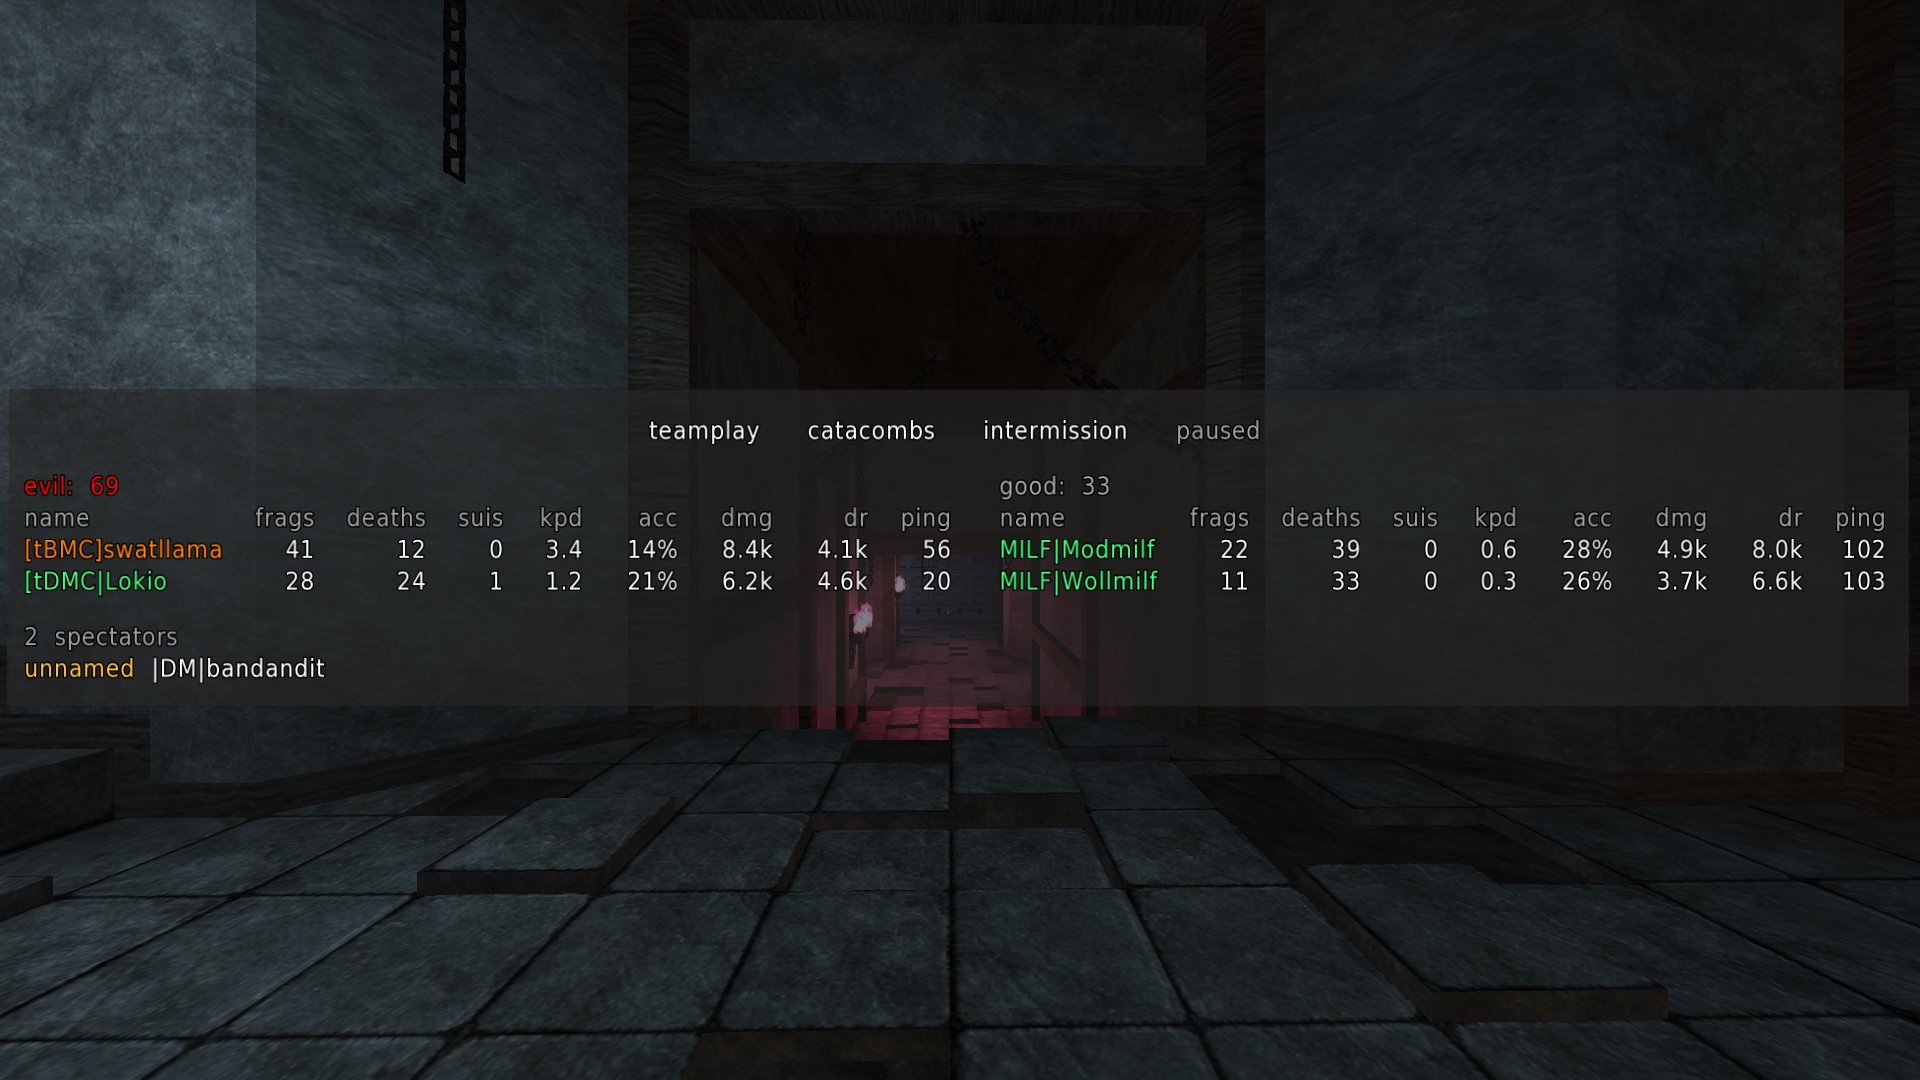 teamplay catacombs intermission paused
evil: 69
name frags deaths suis kpd acc dmg dr ping
[tBMC]swatllama 41 12 0 3.4 14% 8.4k 4.1k 56
[tDMC|Lokio 28 24 1 1.2 21% 6.2k 4.6k 20
good: 33
name frags deaths suis kpd acc dmg dr ping
MILF|Modmilf 22 39 0 0.6 28% 4.9k 8.0k 102
MILF|Wollmilf 11 33 0 0.3 26% 3.7k 6.6k 103
2 spectators
unnamed |DM|bandandit